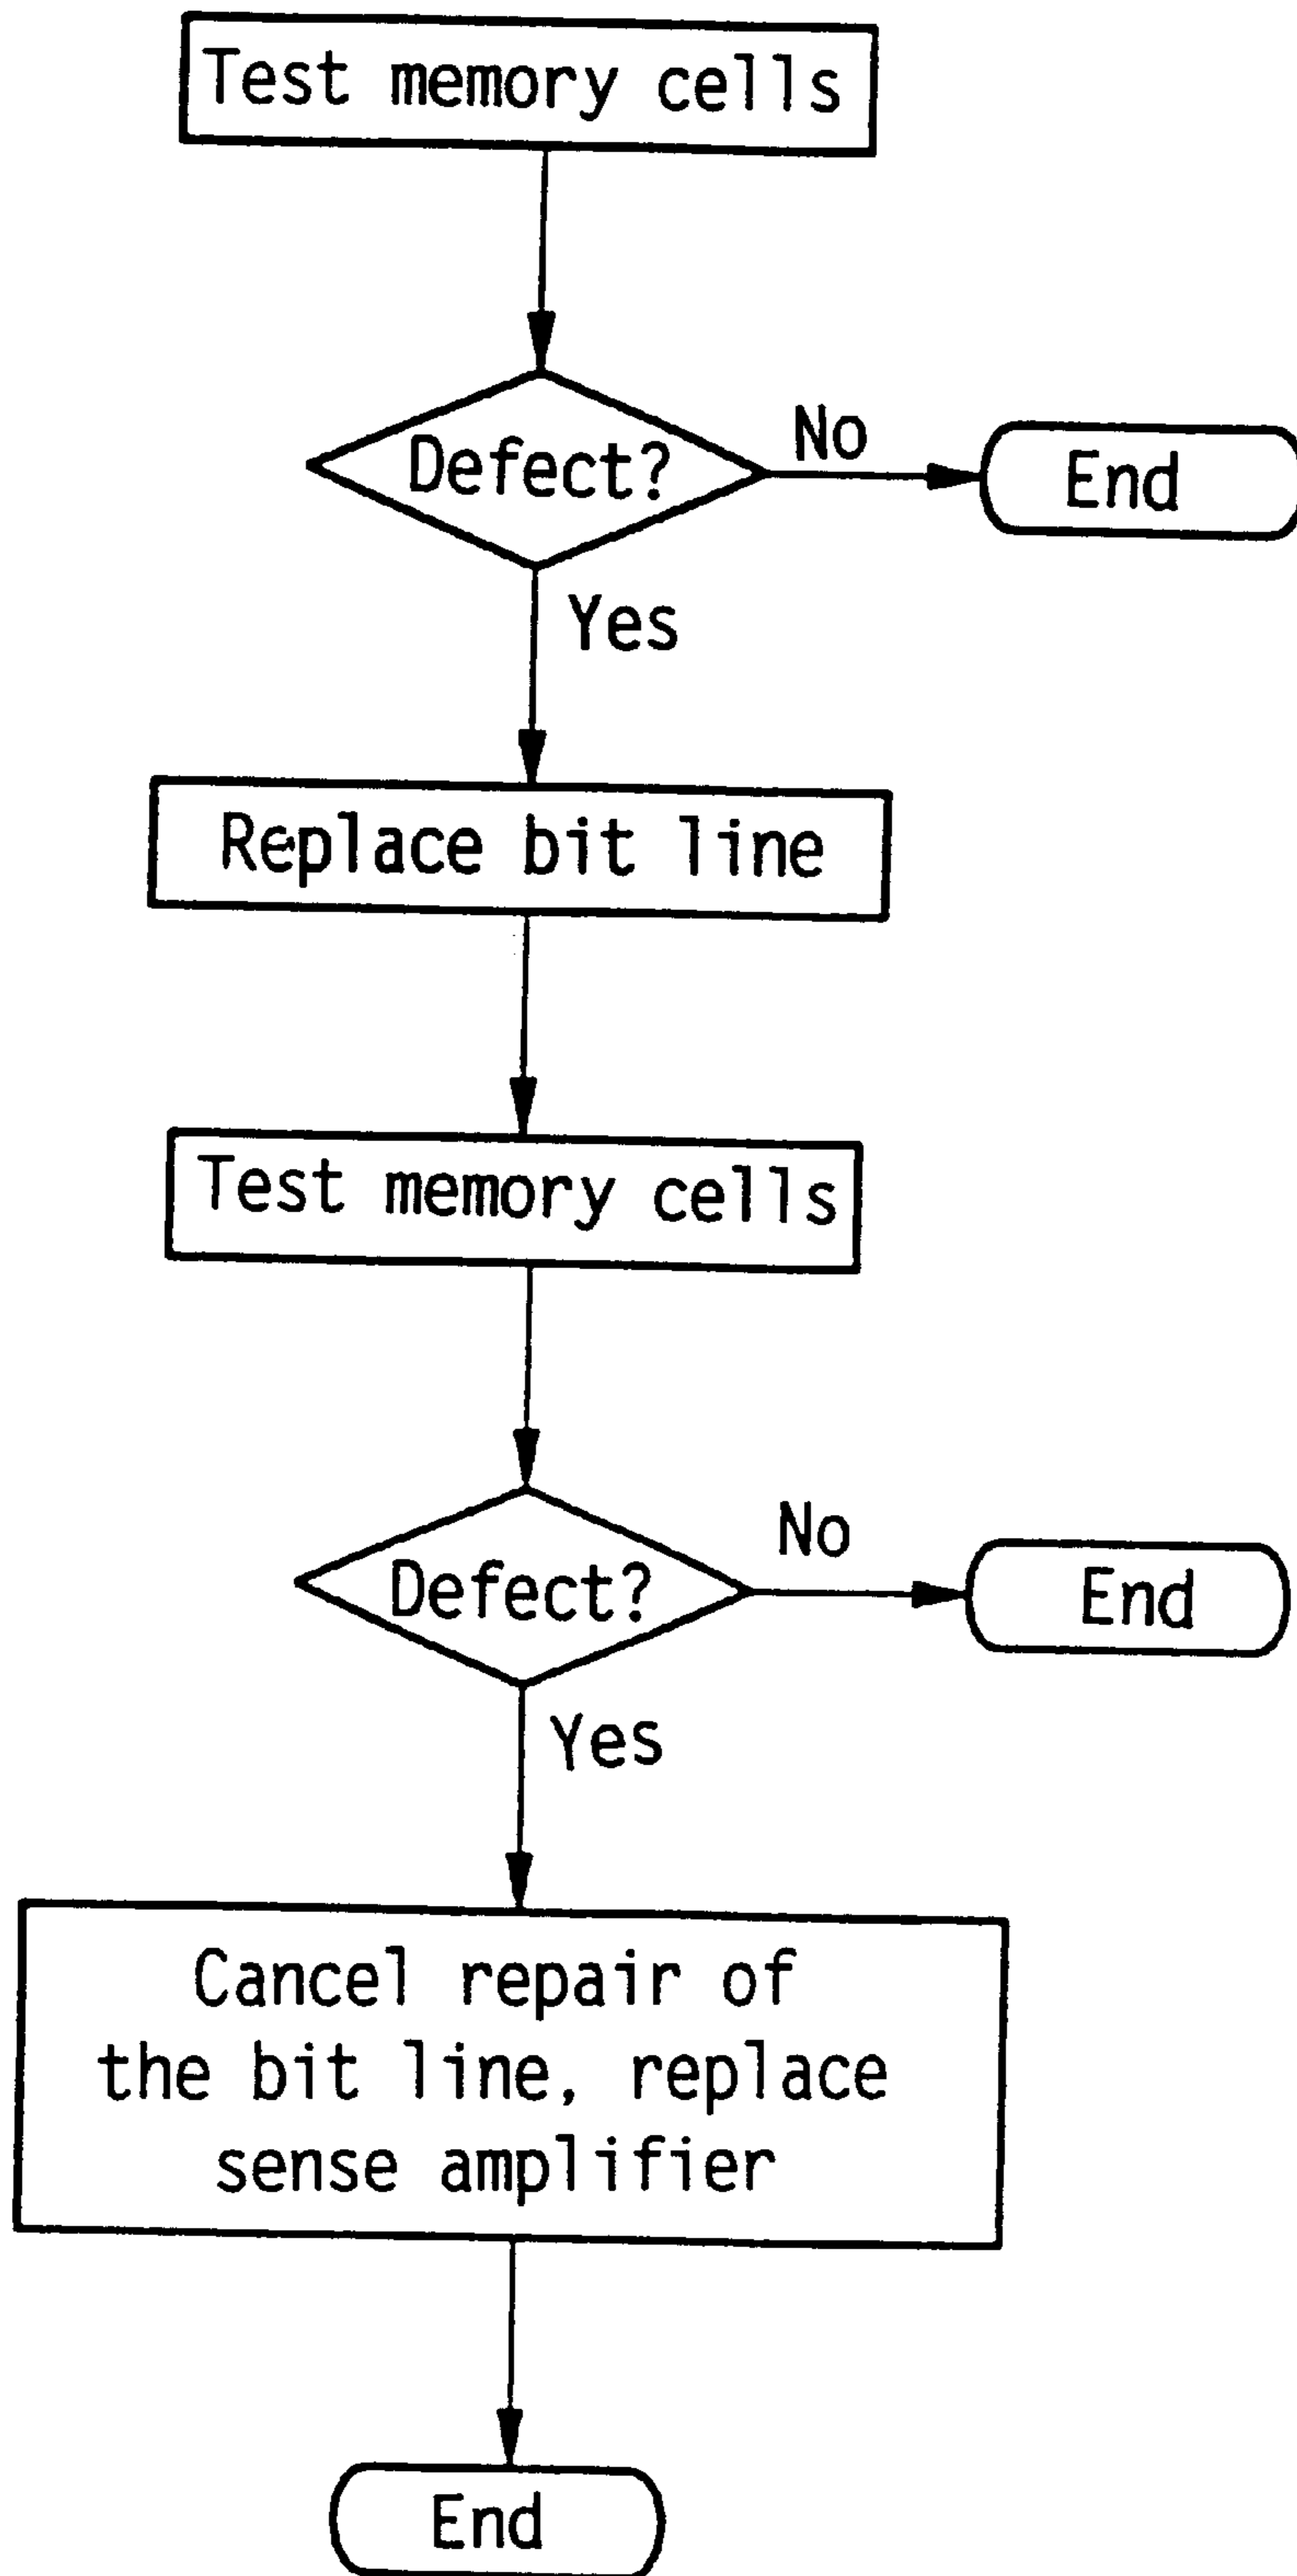 Test memory cells
Defect?
No
End
Yes
Replace bit line
Test memory cells
Defect?
No
End
Yes
Cancel repair of
the bit line, replace
sense amplifier
End